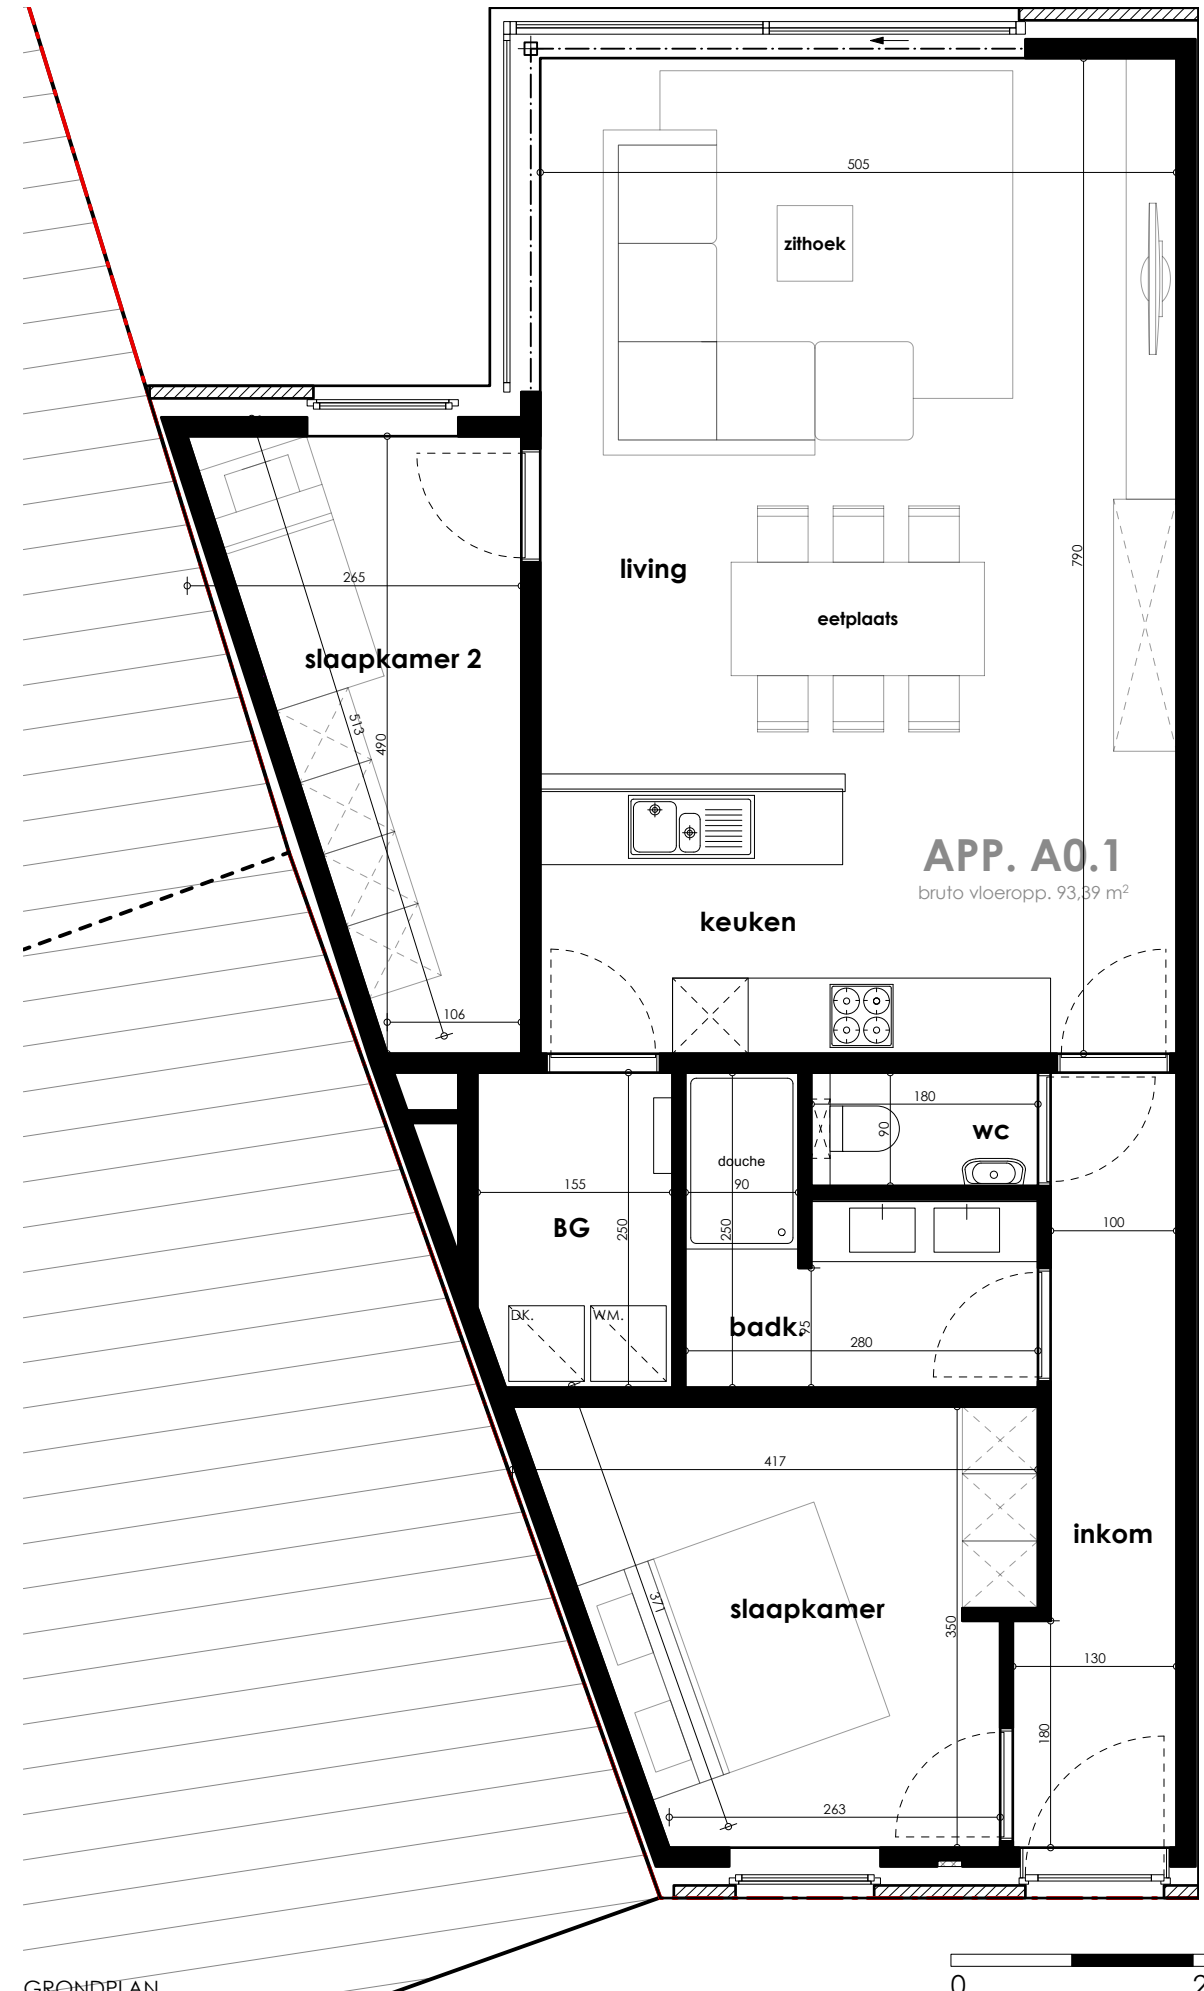 505
zithoek
living
790
eetplaats
265
slaapkamer 2
513
490
APP. A0.1
bruto vloeropp. 93,39 m²
keuken
106
180
90
wc
douche
155
90
BG
250
250
100
DK.
WM.
badk.
95
280
417
inkom
371
slaapkamer
350
130
180
263
GRONDPLAN
0
2